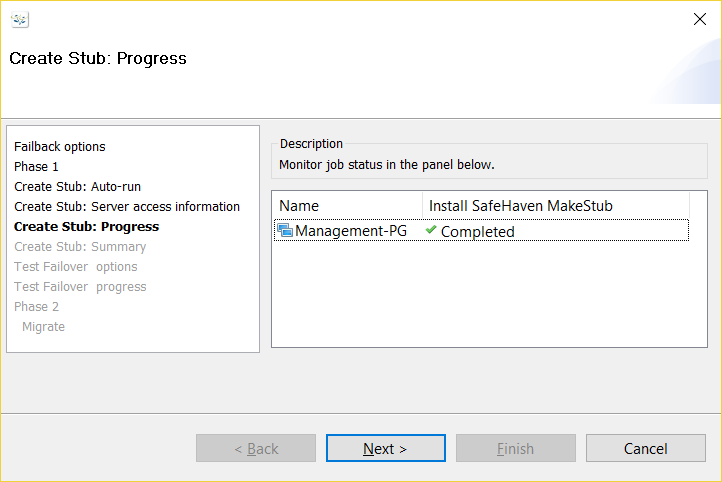 Create Stub: Progress
Failback options
Phase 1
Create Stub: Auto-run
Create Stub: Server access information
Create Stub: Progress
Create Stub: Summary
Test Failover  options
Test Failover  progress
Phase 2
Migrate
Description
Monitor job status in the panel below.
Name Install SafeHaven MakeStub
Management-PG Completed
< Back Next > Finish Cancel